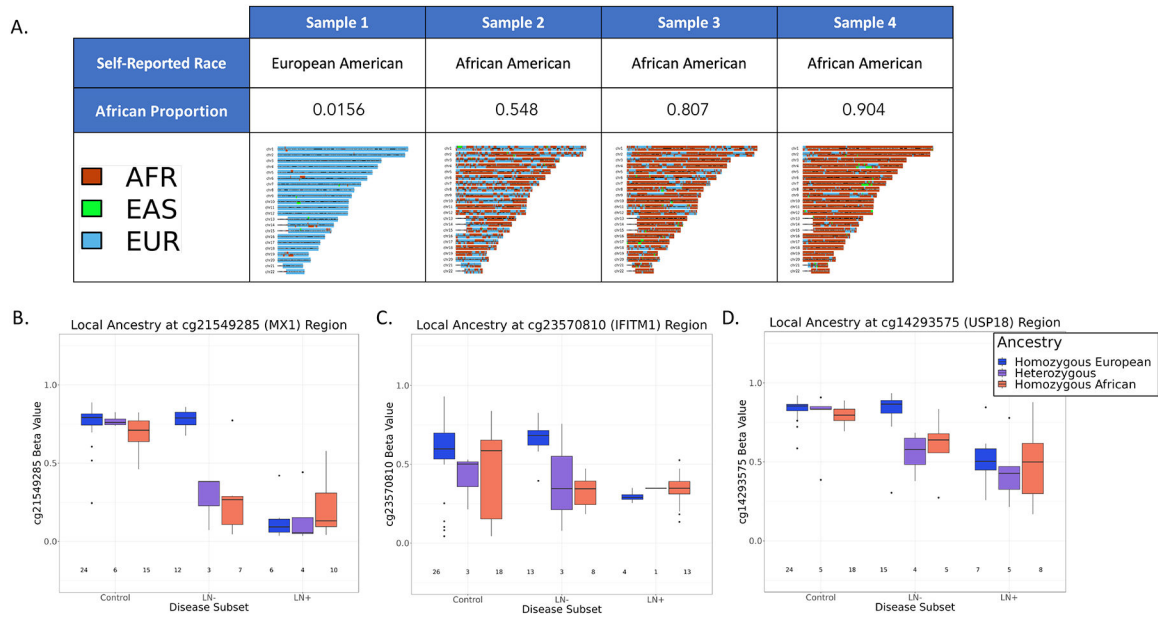 A.
Sample 1 Sample 2 Sample 3 Sample 4
Self-Reported Race European American African American African American African American
African Proportion 0.0156 0.548 0.807 0.904
AFR
EAS
EUR
B.
Local Ancestry at cg21549285 (MX1) Region
cg21549285 Beta Value
1.0
0.5
0.0
24 6 15 12 3 7 6 4 10
Control LN- LN+
Disease Subset
C.
Local Ancestry at cg23570810 (IFITM1) Region
cg23570810 Beta Value
1.0
0.5
0.0
26 3 18 13 3 8 4 1 13
Control LN- LN+
Disease Subset
D.
Local Ancestry at cg14293575 (USP18) Region
cg14293575 Beta Value
1.0
0.5
0.0
24 5 18 15 4 5 7 5 8
Control LN- LN+
Disease Subset
Ancestry
Homozygous European
Heterozygous
Homozygous African